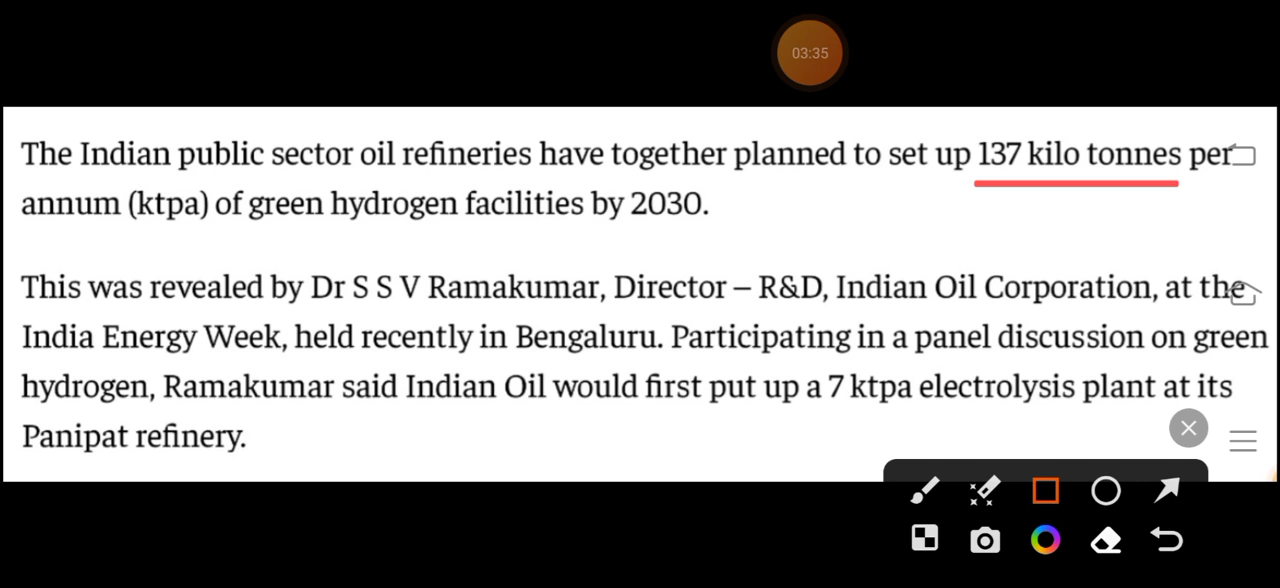 03:35
The Indian public sector oil refineries have together planned to set up 137 kilo tonnes per
annum (ktpa) of green hydrogen facilities by 2030.
This was revealed by Dr S S V Ramakumar, Director – R&D, Indian Oil Corporation, at the
India Energy Week, held recently in Bengaluru. Participating in a panel discussion on green
hydrogen, Ramakumar said Indian Oil would first put up a 7 ktpa electrolysis plant at its
Panipat refinery.